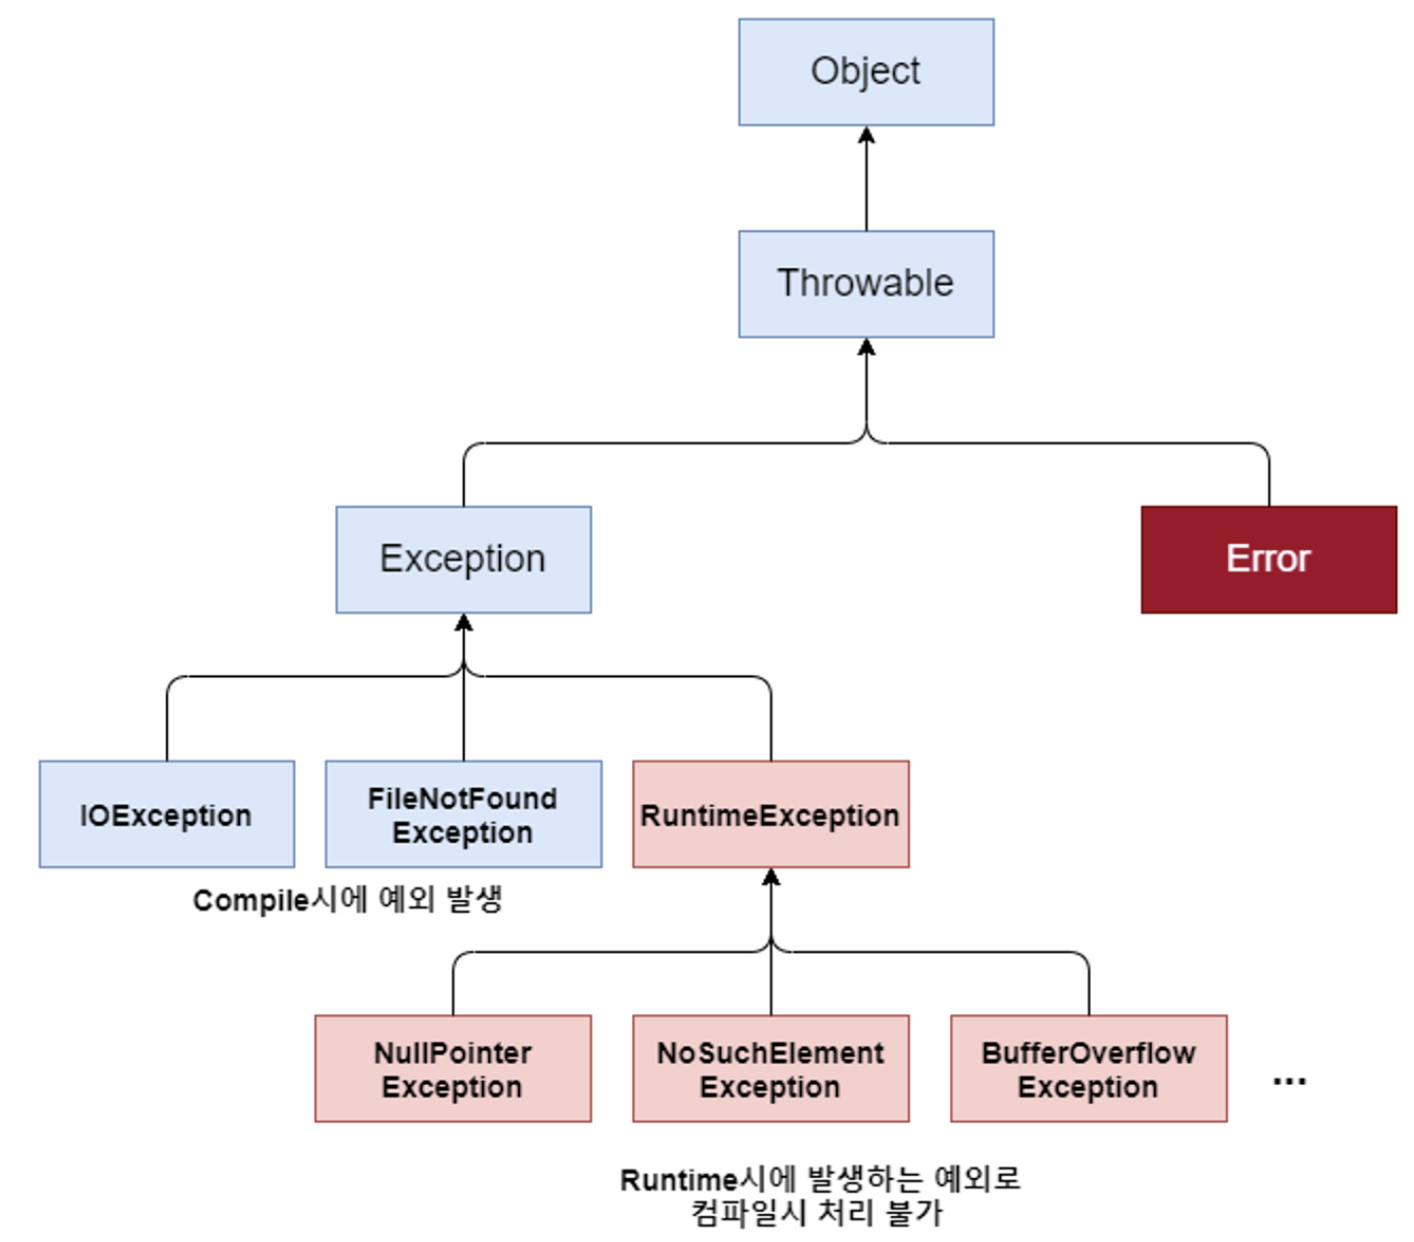 Object
Throwable
Exception
Error
IOException
FileNotFound
Exception
RuntimeException
Compile시에 예외 발생
NullPointer
Exception
NoSuchElement
Exception
BufferOverflow
Exception
...
Runtime시에 발생하는 예외로
컴파일시 처리 불가